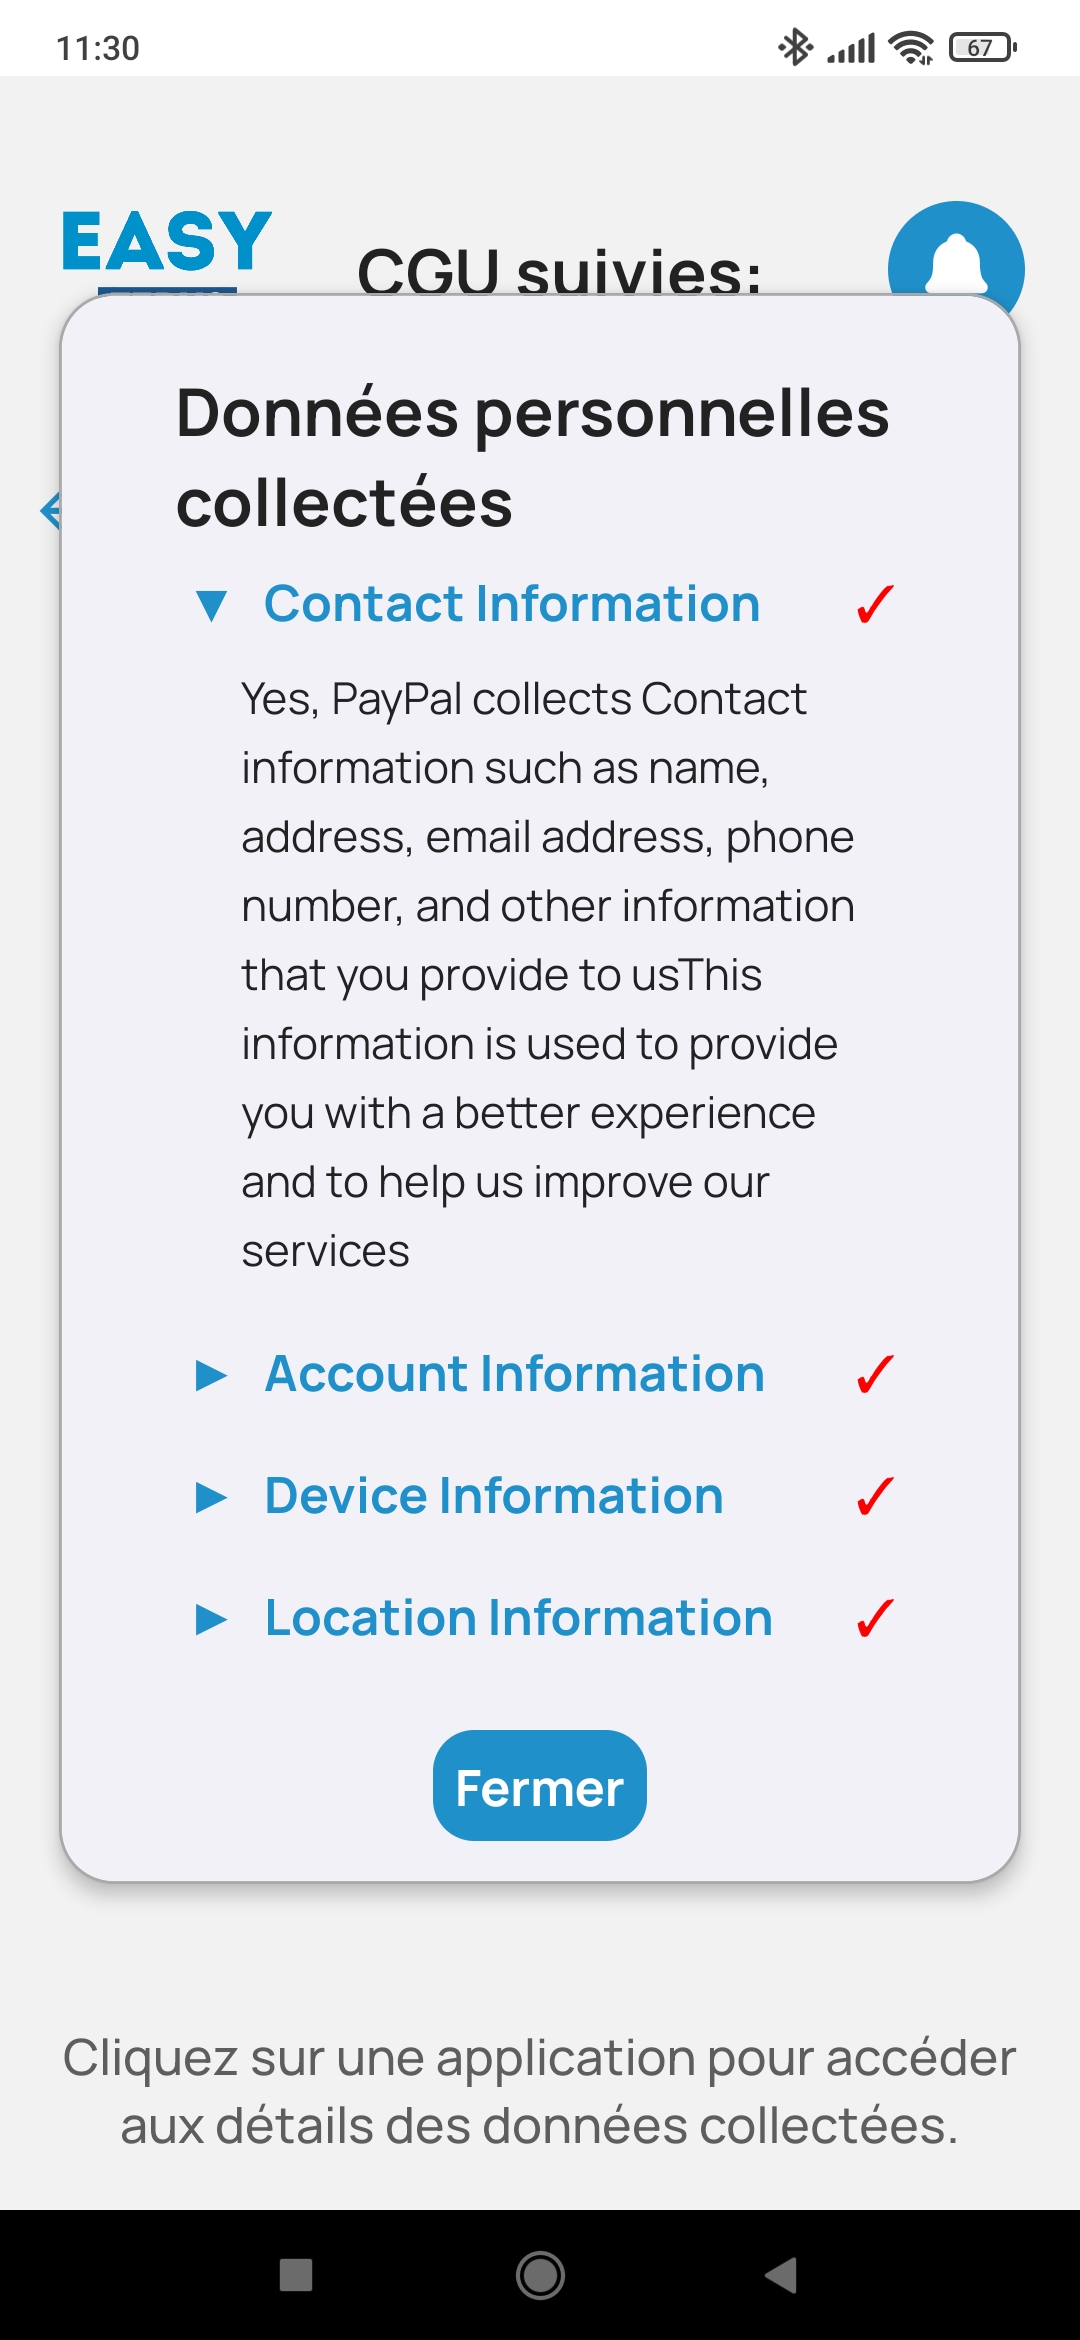 11:30
67
EASY
CGU suivies:
Données personnelles
collectées
▼ Contact Information ✓
Yes, PayPal collects Contact
information such as name,
address, email address, phone
number, and other information
that you provide to usThis
information is used to provide
you with a better experience
and to help us improve our
services
▶ Account Information ✓
▶ Device Information ✓
▶ Location Information ✓
Fermer
Cliquez sur une application pour accéder
aux détails des données collectées.